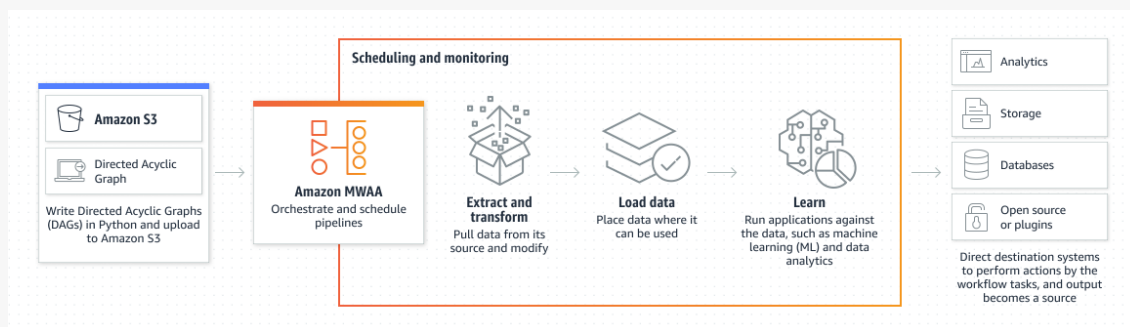 Scheduling and monitoring
Amazon S3
Directed Acyclic
Graph
Write Directed Acyclic Graphs
(DAGs) in Python and upload
to Amazon S3
Amazon MWAA
Orchestrate and schedule
pipelines
Extract and
transform
Pull data from its
source and modify
Load data
Place data where it
can be used
Learn
Run applications against
the data, such as machine
learning (ML) and data
analytics
Analytics
Storage
Databases
Open source
or plugins
Direct destination systems
to perform actions by the
workflow tasks, and output
becomes a source